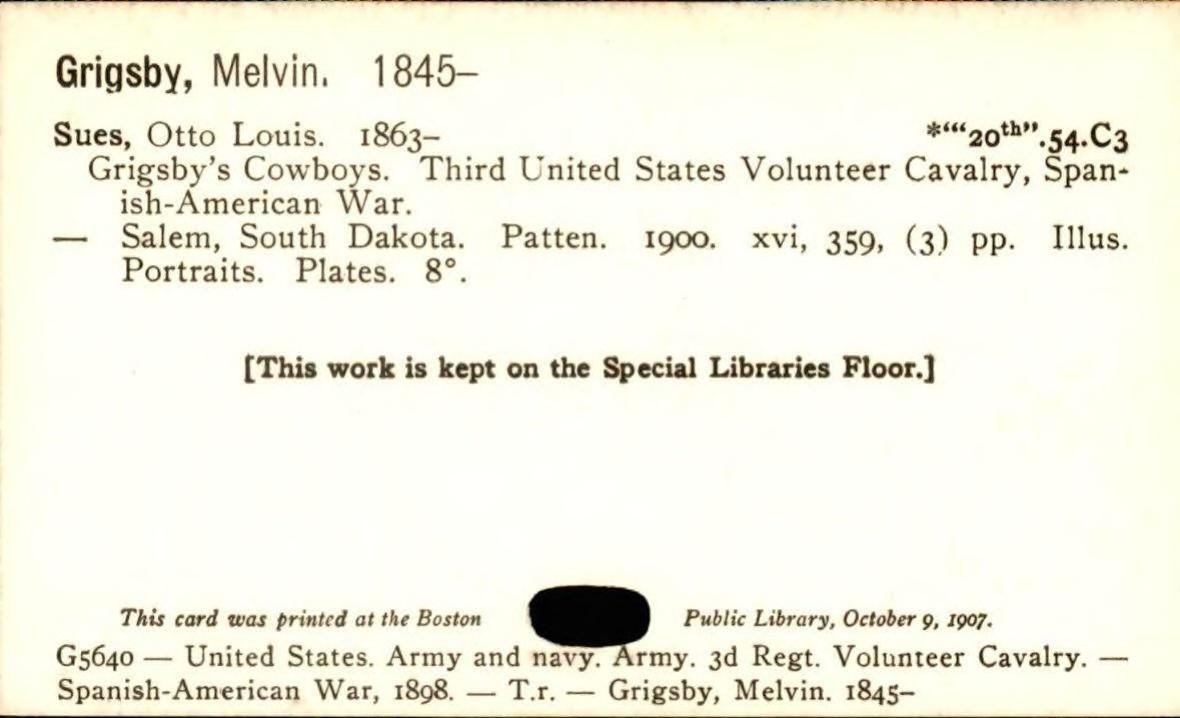 Grigsby, Melvin. 1845–
Sues, Otto Louis. 1863– *“‘20th”.54.C3
Grigsby's Cowboys. Third United States Volunteer Cavalry, Span-
ish-American War.
— Salem, South Dakota. Patten. 1900. xvi, 359, (3) pp. Illus.
Portraits. Plates. 8°.
[This work is kept on the Special Libraries Floor.]
This card was printed at the Boston Public Library, October 9, 1907.
G5640 — United States. Army and navy. Army. 3d Regt. Volunteer Cavalry. —
Spanish-American War, 1898. — T.r. — Grigsby, Melvin. 1845–